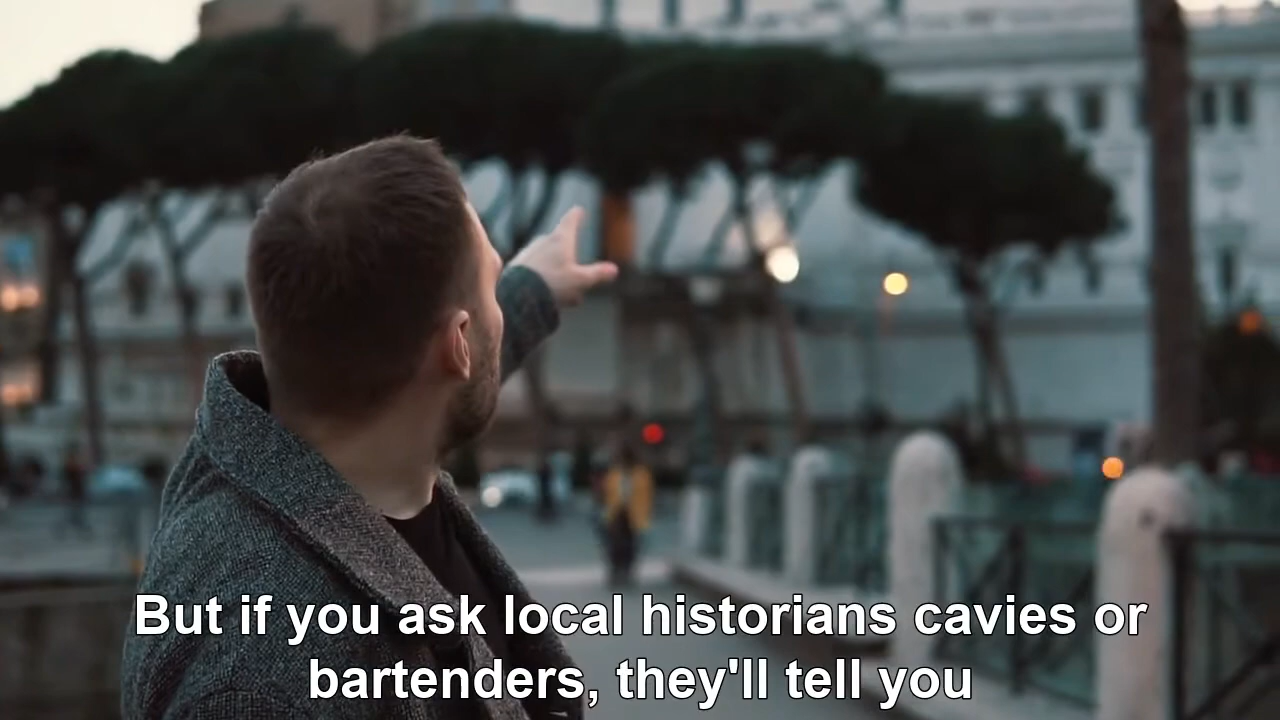 But if you ask local historians cavies or
bartenders, they'll tell you